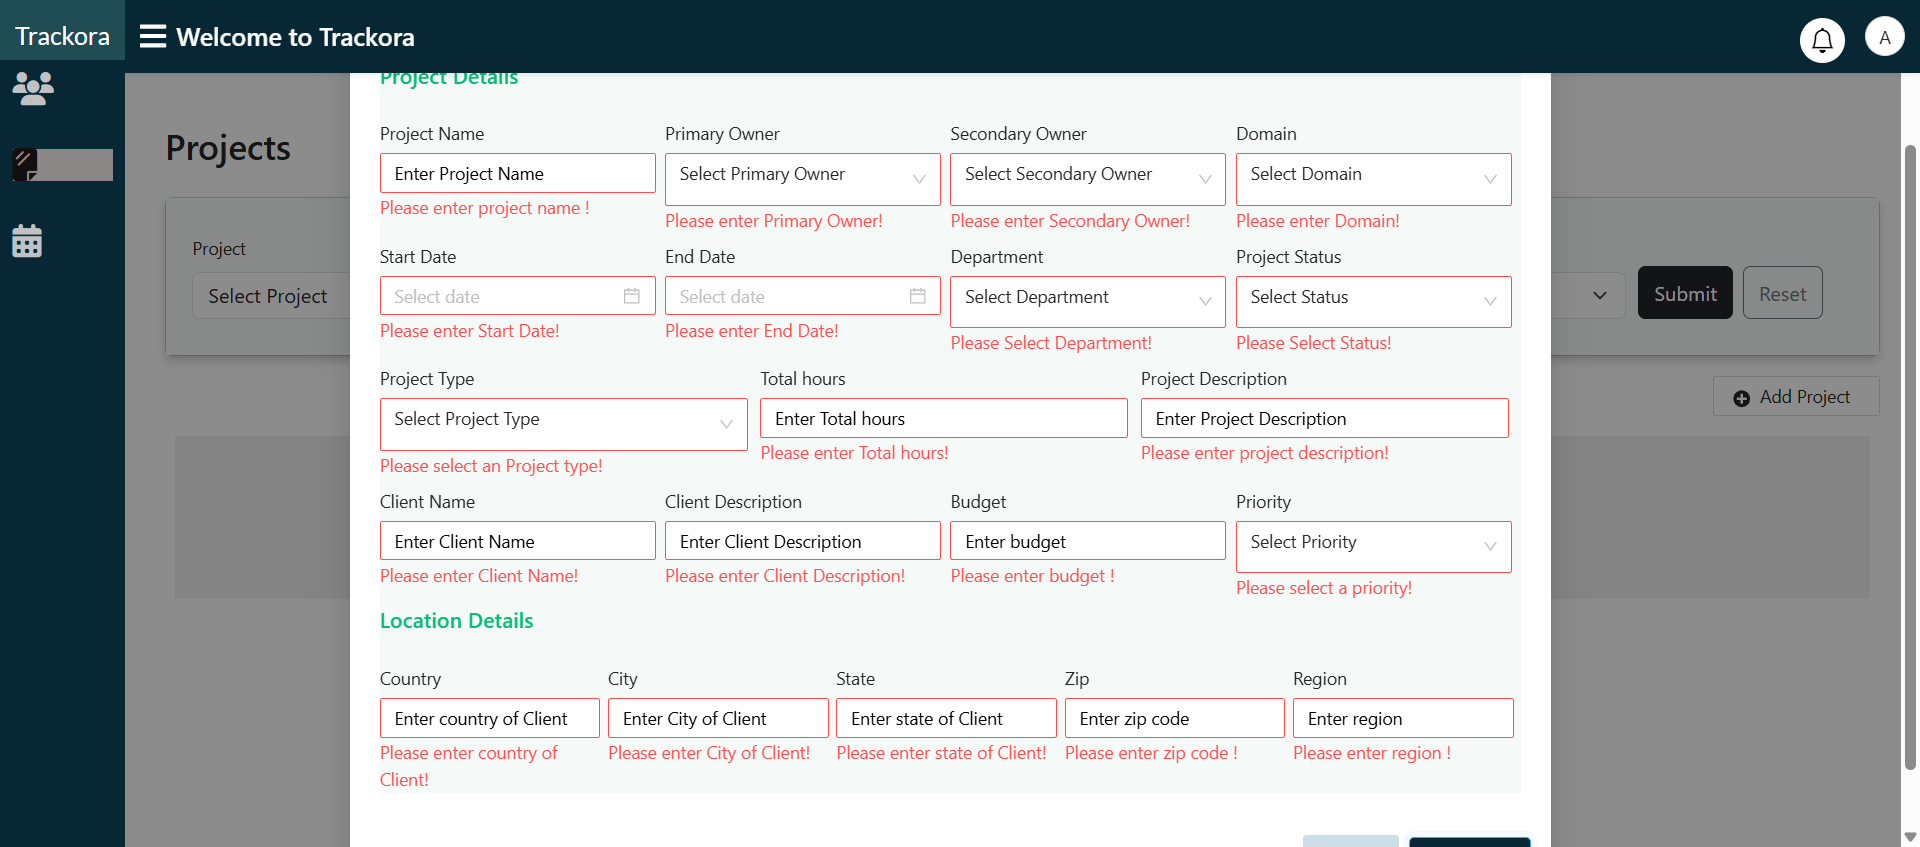 Trackora
Welcome to Trackora
A
Projects
Project
Select Project
Submit
Reset
Add Project
Project Details
Project Name Primary Owner Secondary Owner Domain
Enter Project Name Select Primary Owner Select Secondary Owner Select Domain
Please enter project name ! Please enter Primary Owner! Please enter Secondary Owner! Please enter Domain!
Start Date End Date Department Project Status
Select date Select date Select Department Select Status
Please enter Start Date! Please enter End Date! Please Select Department! Please Select Status!
Project Type Total hours Project Description
Select Project Type Enter Total hours Enter Project Description
Please select an Project type! Please enter Total hours! Please enter project description!
Client Name Client Description Budget Priority
Enter Client Name Enter Client Description Enter budget Select Priority
Please enter Client Name! Please enter Client Description! Please enter budget ! Please select a priority!
Location Details
Country City State Zip Region
Enter country of Client Enter City of Client Enter state of Client Enter zip code Enter region
Please enter country of Please enter City of Client! Please enter state of Client! Please enter zip code ! Please enter region !
Client!